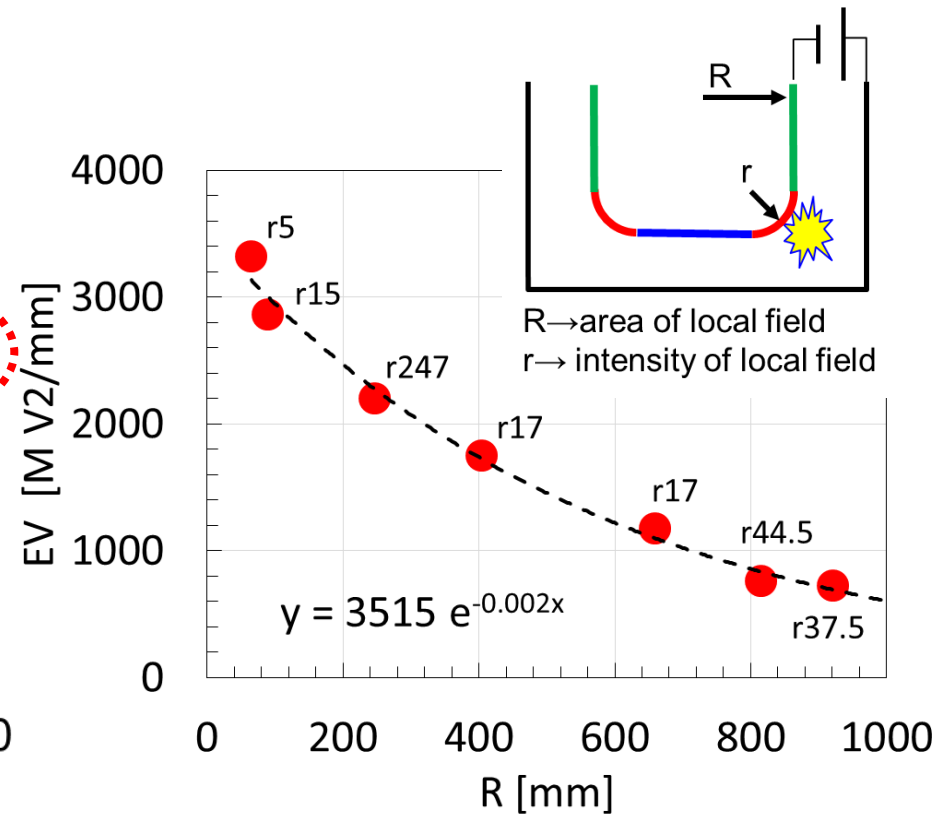 R
r
R→area of local field
r→ intensity of local field
4000
3000
2000
1000
0
EV [M V2/mm]
r5
r15
r247
r17
r17
r44.5
r37.5
y = 3515 e^-0.002x
0
0 200 400 600 800 1000
R [mm]